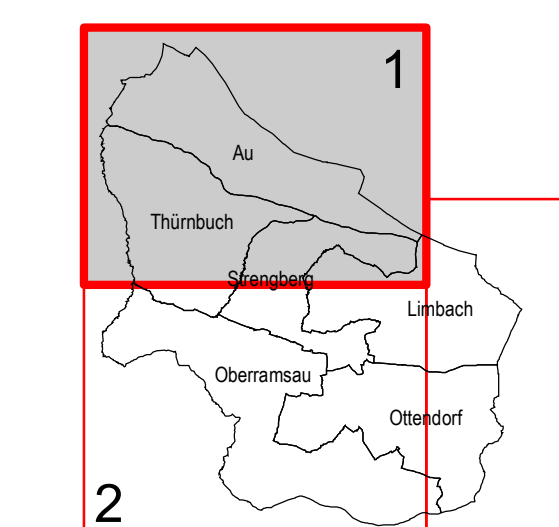 1
Au
Thürnbuch
Strengberg
Limbach
Oberramsau
Ottendorf
2